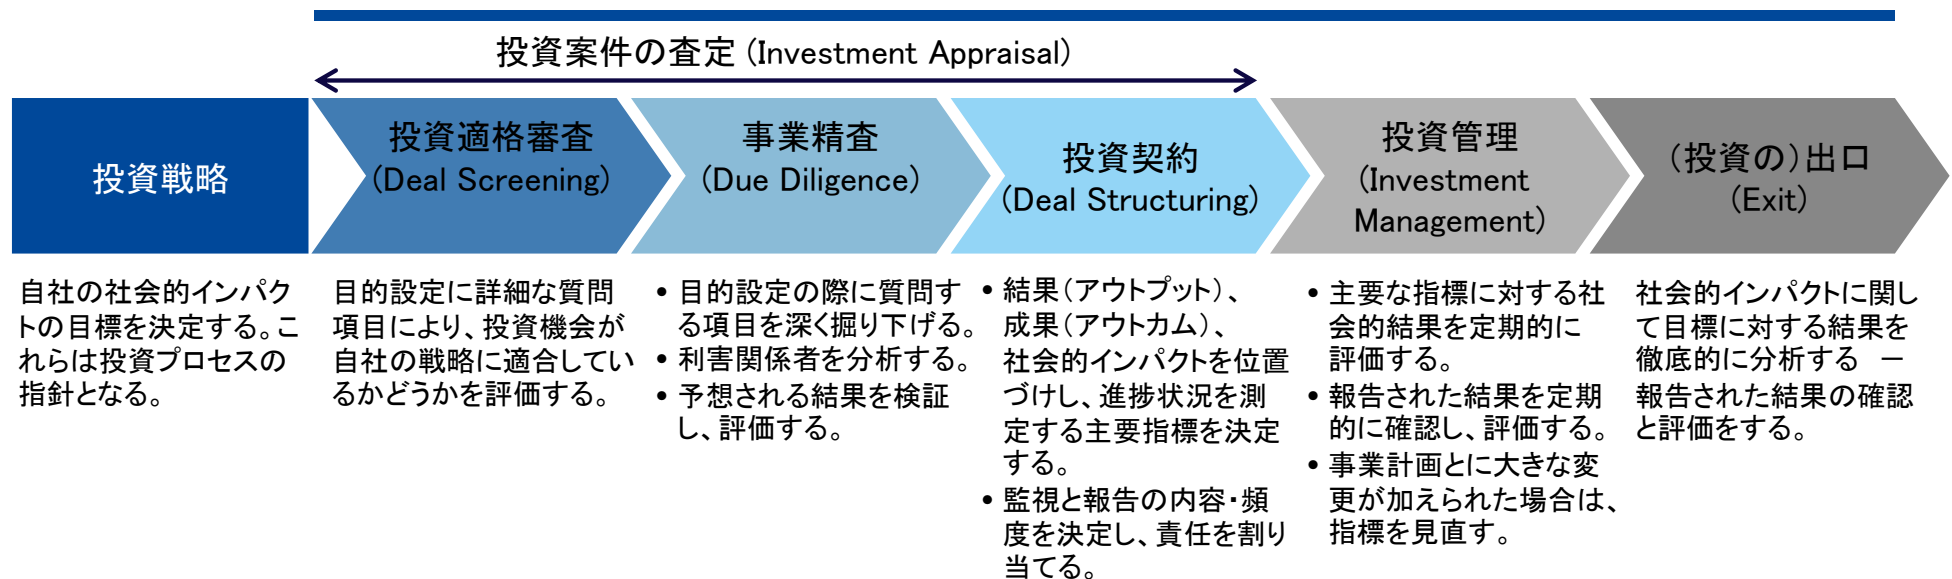 投資案件の査定 (Investment Appraisal)
投資戦略
投資適格審査
(Deal Screening)
事業精査
(Due Diligence)
投資契約
(Deal Structuring)
投資管理
(Investment
Management)
(投資の)出口
(Exit)
自社の社会的インパク
トの目標を決定する。こ
れらは投資プロセスの
指針となる。
目的設定に詳細な質問
項目により、投資機会が
自社の戦略に適合してい
るかどうかを評価する。
• 目的設定の際に質問す
る項目を深く掘り下げる。
• 利害関係者を分析する。
• 予想される結果を検証
し、評価する。
• 結果(アウトプット)、
成果(アウトカム)、
社会的インパクトを位置
づけし、進捗状況を測
定する主要指標を決定
する。
• 監視と報告の内容・頻
度を決定し、責任を割り
当てる。
• 主要な指標に対する社
会的結果を定期的に
評価する。
• 報告された結果を定期
的に確認し、評価する。
• 事業計画とに大きな変
更が加えられた場合は、
指標を見直す。
社会的インパクトに関し
て目標に対する結果を
徹底的に分析する －
報告された結果の確認
と評価をする。